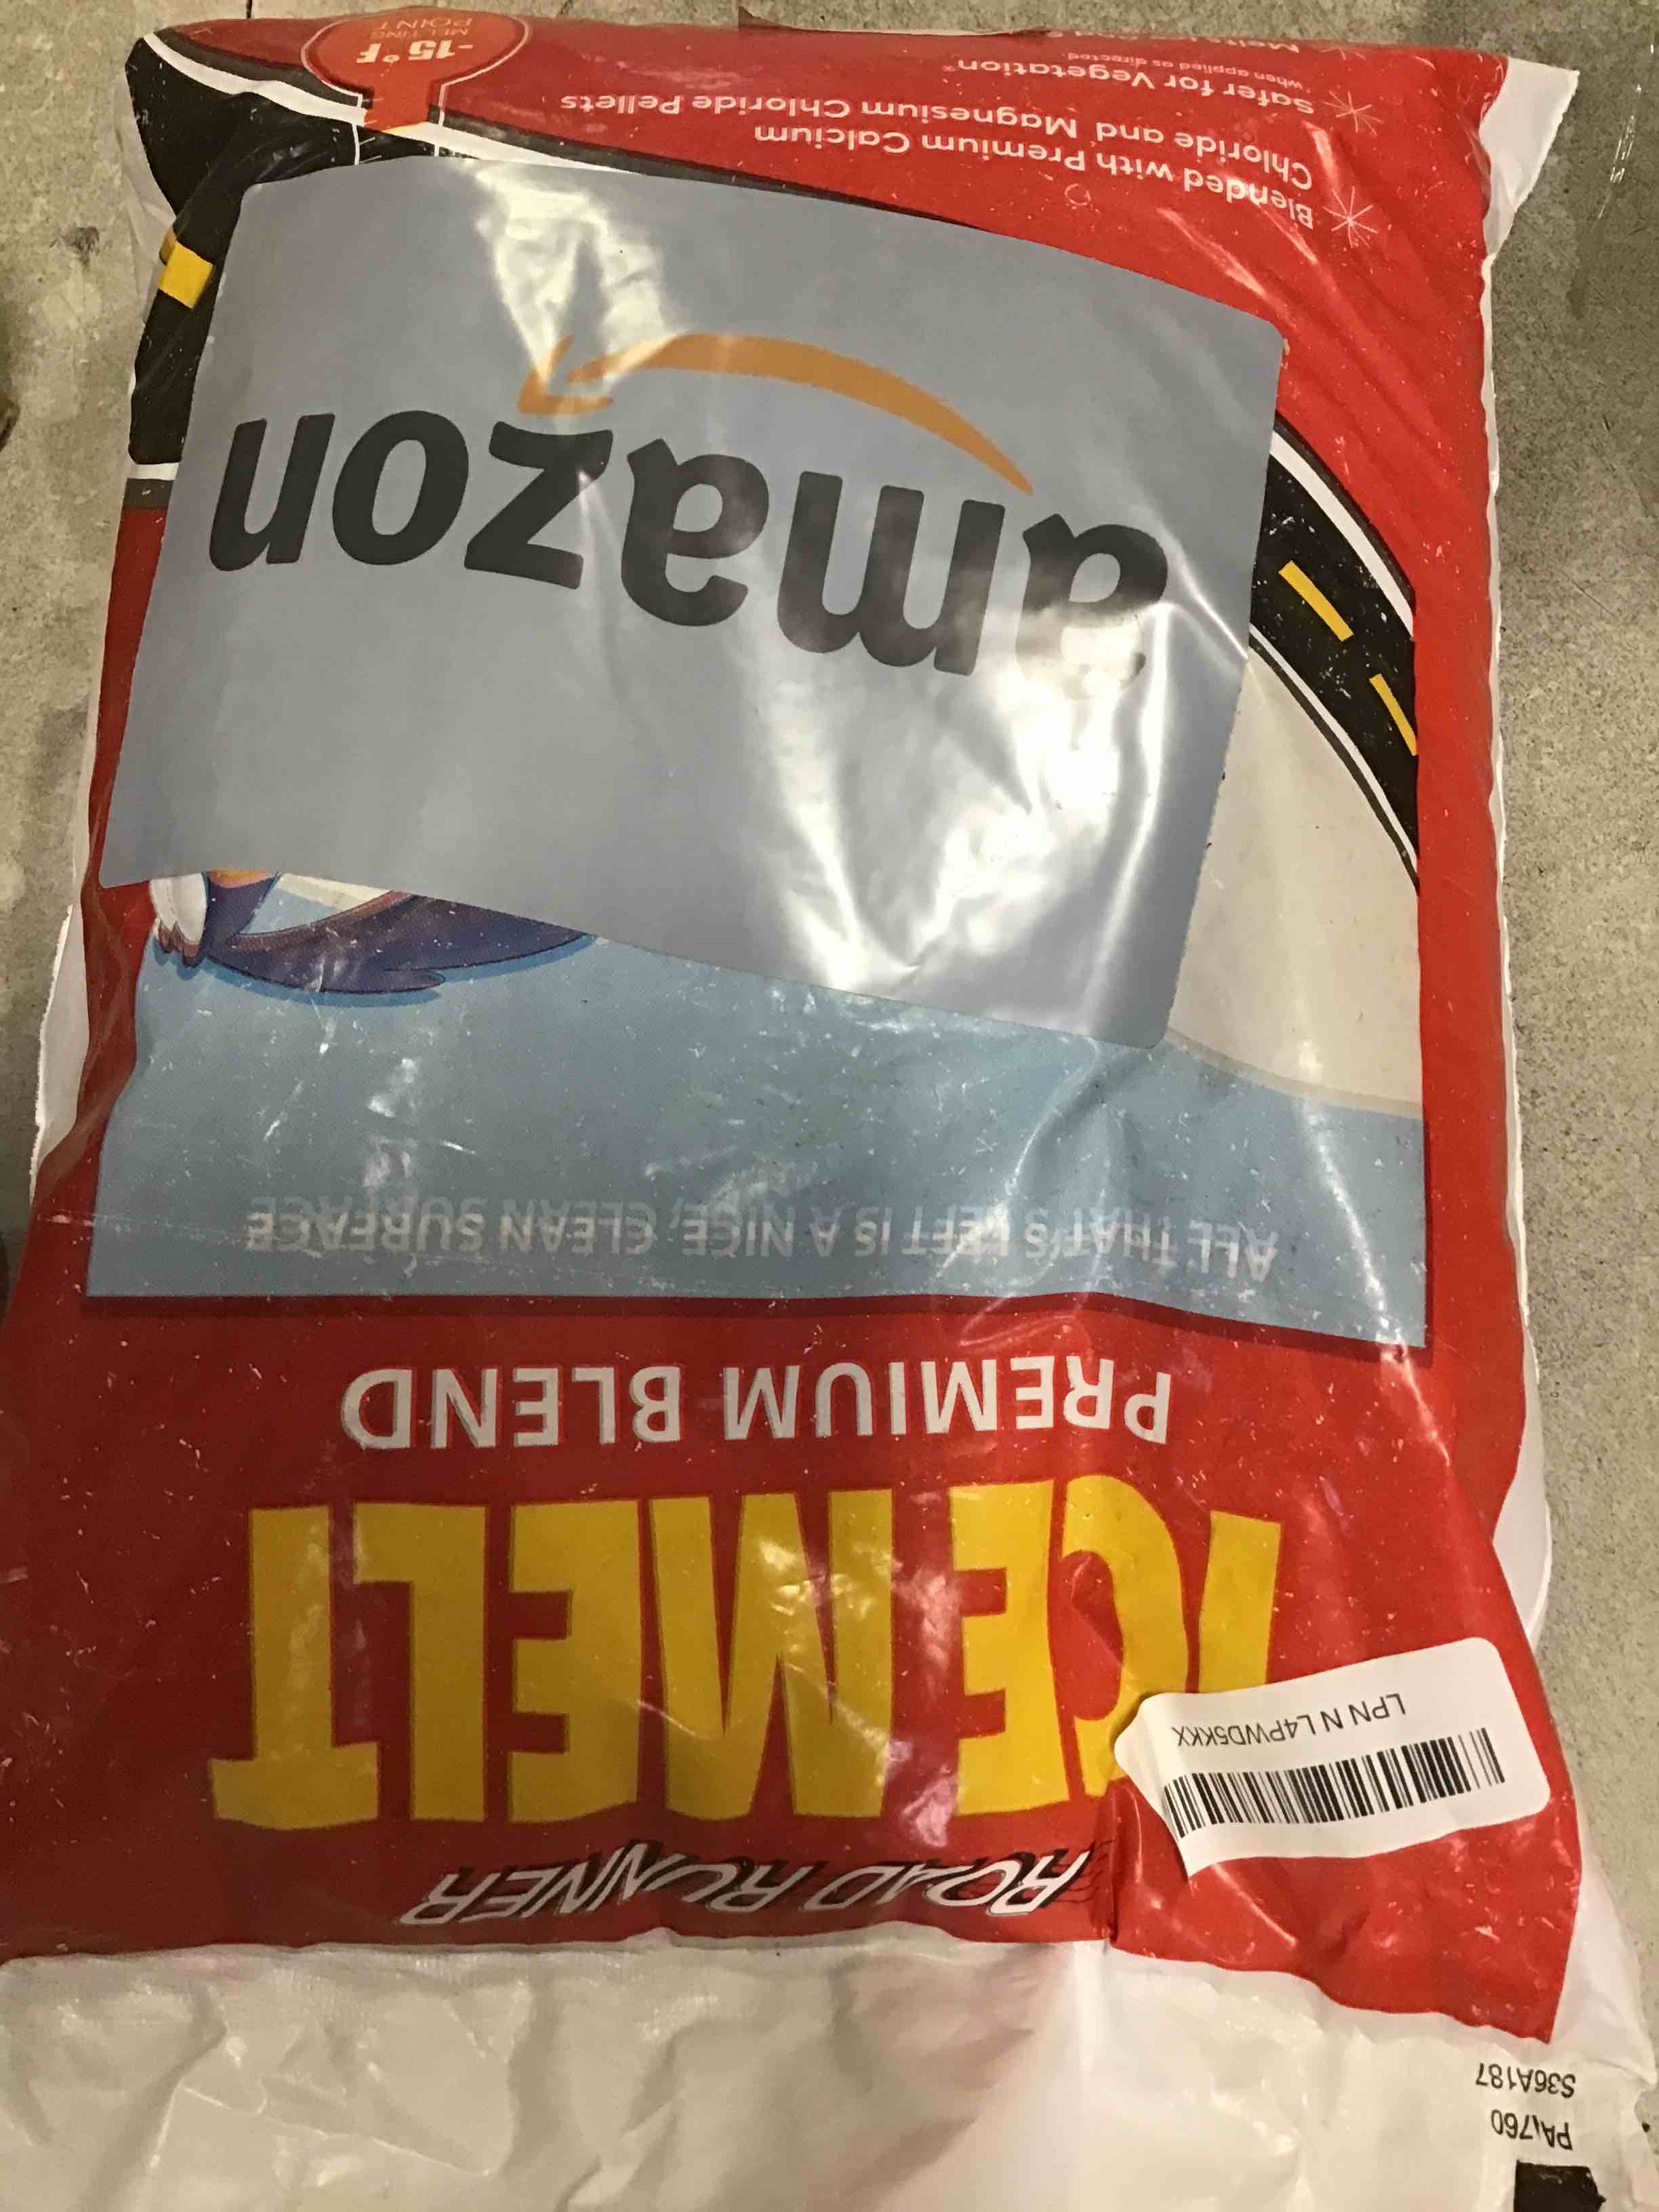 PA1760
S36A187
ROAD RUNNER
LPN N L4PWD5KKX
ICE MELT
PREMIUM BLEND
ALL THAT'S LEFT IS A NICE, CLEAN SURFACE
amazon
Blended with Premium Calcium
Chloride and Magnesium Chloride Pellets
Safer for Vegetation*
*when applied as directed
-15°F
MELTING
POINT